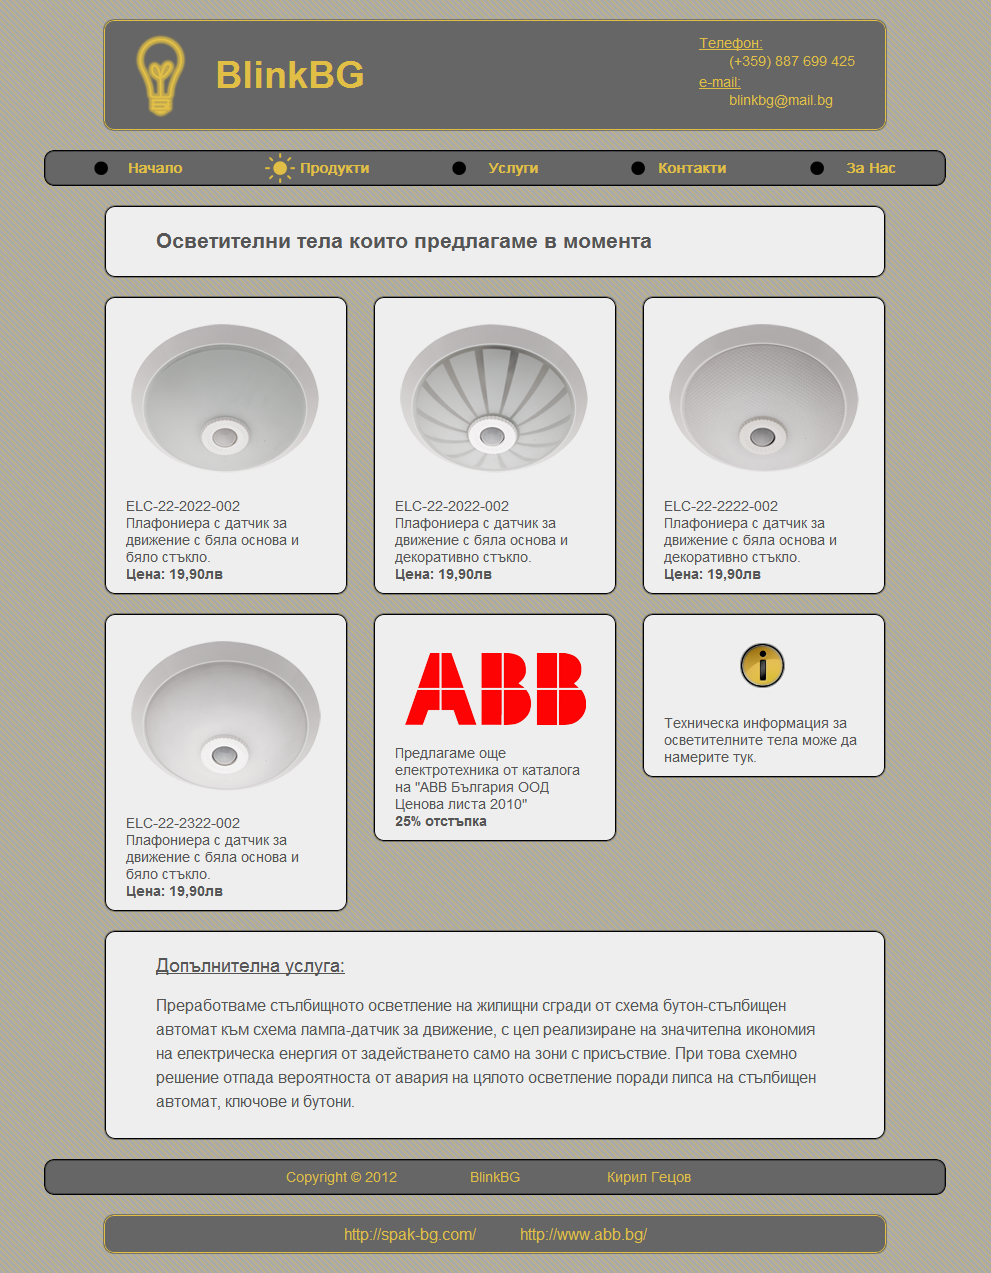 BlinkBG
Телефон:
(+359) 887 699 425
e-mail:
blinkbg@mail.bg
Начало
Продукти
Услуги
Контакти
За Нас
Осветителни тела които предлагаме в момента
ELC-22-2022-002
Плафониера с датчик за
движение с бяла основа и
бяло стъкло.
Цена: 19,90лв
ELC-22-2022-002
Плафониера с датчик за
движение с бяла основа и
декоративно стъкло.
Цена: 19,90лв
ELC-22-2222-002
Плафониера с датчик за
движение с бяла основа и
декоративно стъкло.
Цена: 19,90лв
ELC-22-2322-002
Плафониера с датчик за
движение с бяла основа и
бяло стъкло.
Цена: 19,90лв
ABB
Предлагаме още
електротехника от каталога
на "АВВ България ООД
Ценова листа 2010"
25% отстъпка
i
Техническа информация за
осветителните тела може да
намерите тук.
Допълнителна услуга:
Преработваме стълбищното осветление на жилищни сгради от схема бутон-стълбищен
автомат към схема лампа-датчик за движение, с цел реализиране на значителна икономия
на електрическа енергия от задействането само на зони с присъствие. При това схемно
решение отпада вероятноста от авария на цялото осветление поради липса на стълбищен
автомат, ключове и бутони.
Copyright © 2012
BlinkBG
Кирил Гецов
http://spak-bg.com/
http://www.abb.bg/